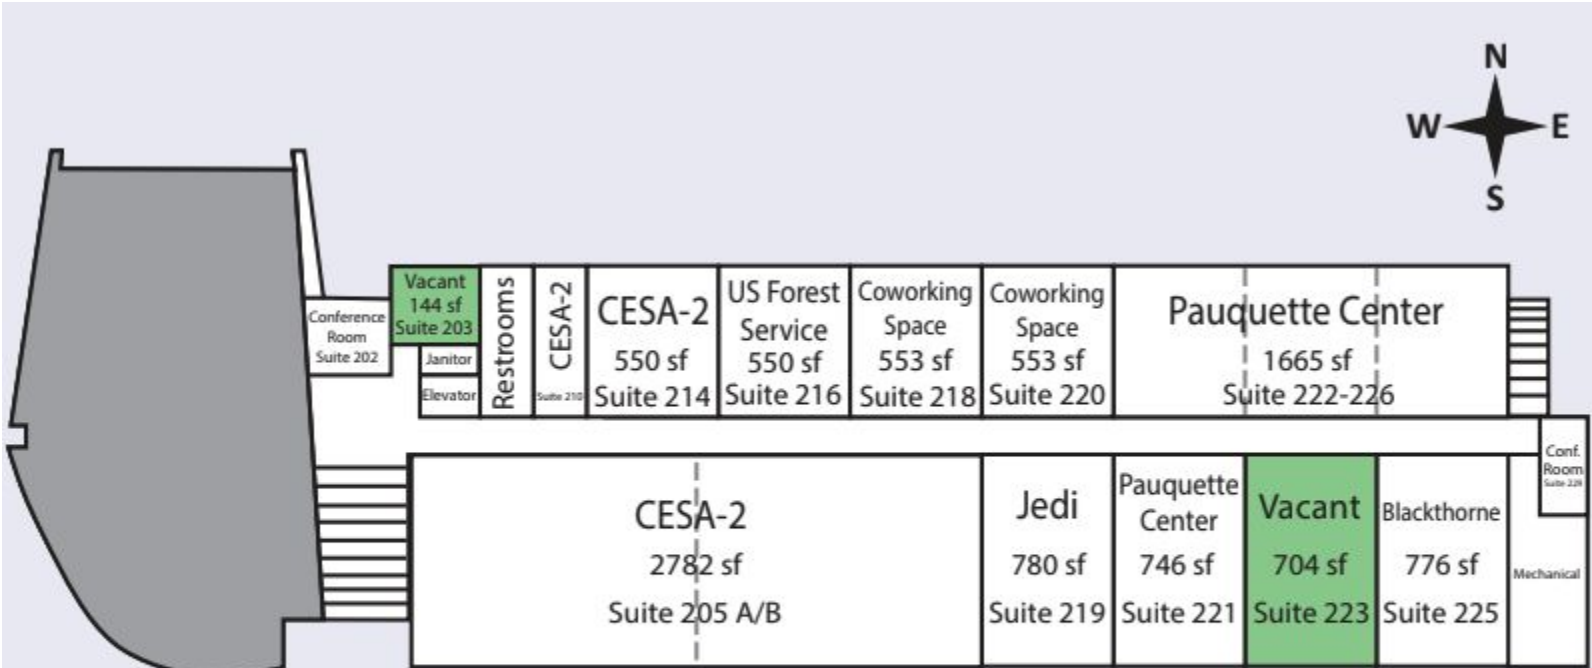 N
W E
S
Vacant
144 sf
Suite 203
Conference
Room
Suite 202
Janitor
Elevator
Restrooms
CESA-2
Suite 210
CESA-2
550 sf
Suite 214
US Forest
Service
550 sf
Suite 216
Coworking
Space
553 sf
Suite 218
Coworking
Space
553 sf
Suite 220
Pauquette Center
1665 sf
Suite 222-226
Conf.
Room
Suite 229
CESA-2
2782 sf
Suite 205 A/B
Jedi
780 sf
Suite 219
Pauquette
Center
746 sf
Suite 221
Vacant
704 sf
Suite 223
Blackthorne
776 sf
Suite 225
Mechanical